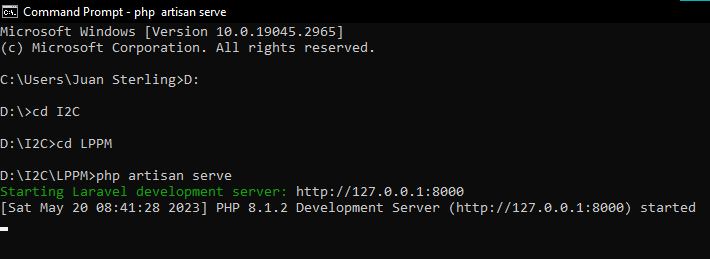 Command Prompt - php  artisan serve
Microsoft Windows [Version 10.0.19045.2965]
(c) Microsoft Corporation. All rights reserved.
C:\Users\Juan Sterling>D:
D:\>cd I2C
D:\I2C>cd LPPM
D:\I2C\LPPM>php artisan serve
Starting Laravel development server: http://127.0.0.1:8000
[Sat May 20 08:41:28 2023] PHP 8.1.2 Development Server (http://127.0.0.1:8000) started